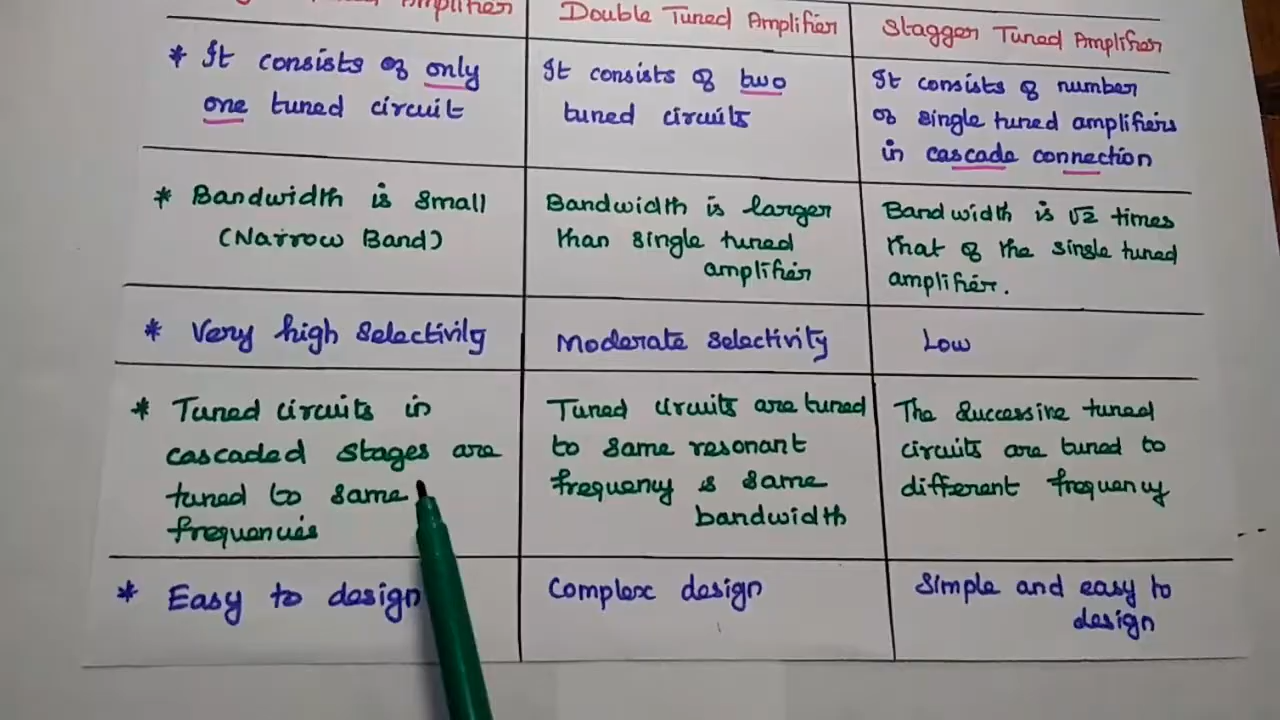 Tuned Amplifier
Double Tuned Amplifier
Stagger Tuned Amplifier
* It consists of only
one tuned circuit
It consists of two
tuned circuits
It consists of number
of single tuned amplifiers
in cascade connection
* Bandwidth is small
(Narrow Band)
Bandwidth is larger
than single tuned
amplifier
Bandwidth is √2 times
that of the single tuned
amplifier.
* Very high selectivity
Moderate selectivity
Low
* Tuned circuits in
cascaded stages are
tuned to same
frequencies
Tuned circuits are tuned
to same resonant
frequency & same
bandwidth
The successive tuned
circuits are tuned to
different frequency
* Easy to design
Complex design
Simple and easy to
design